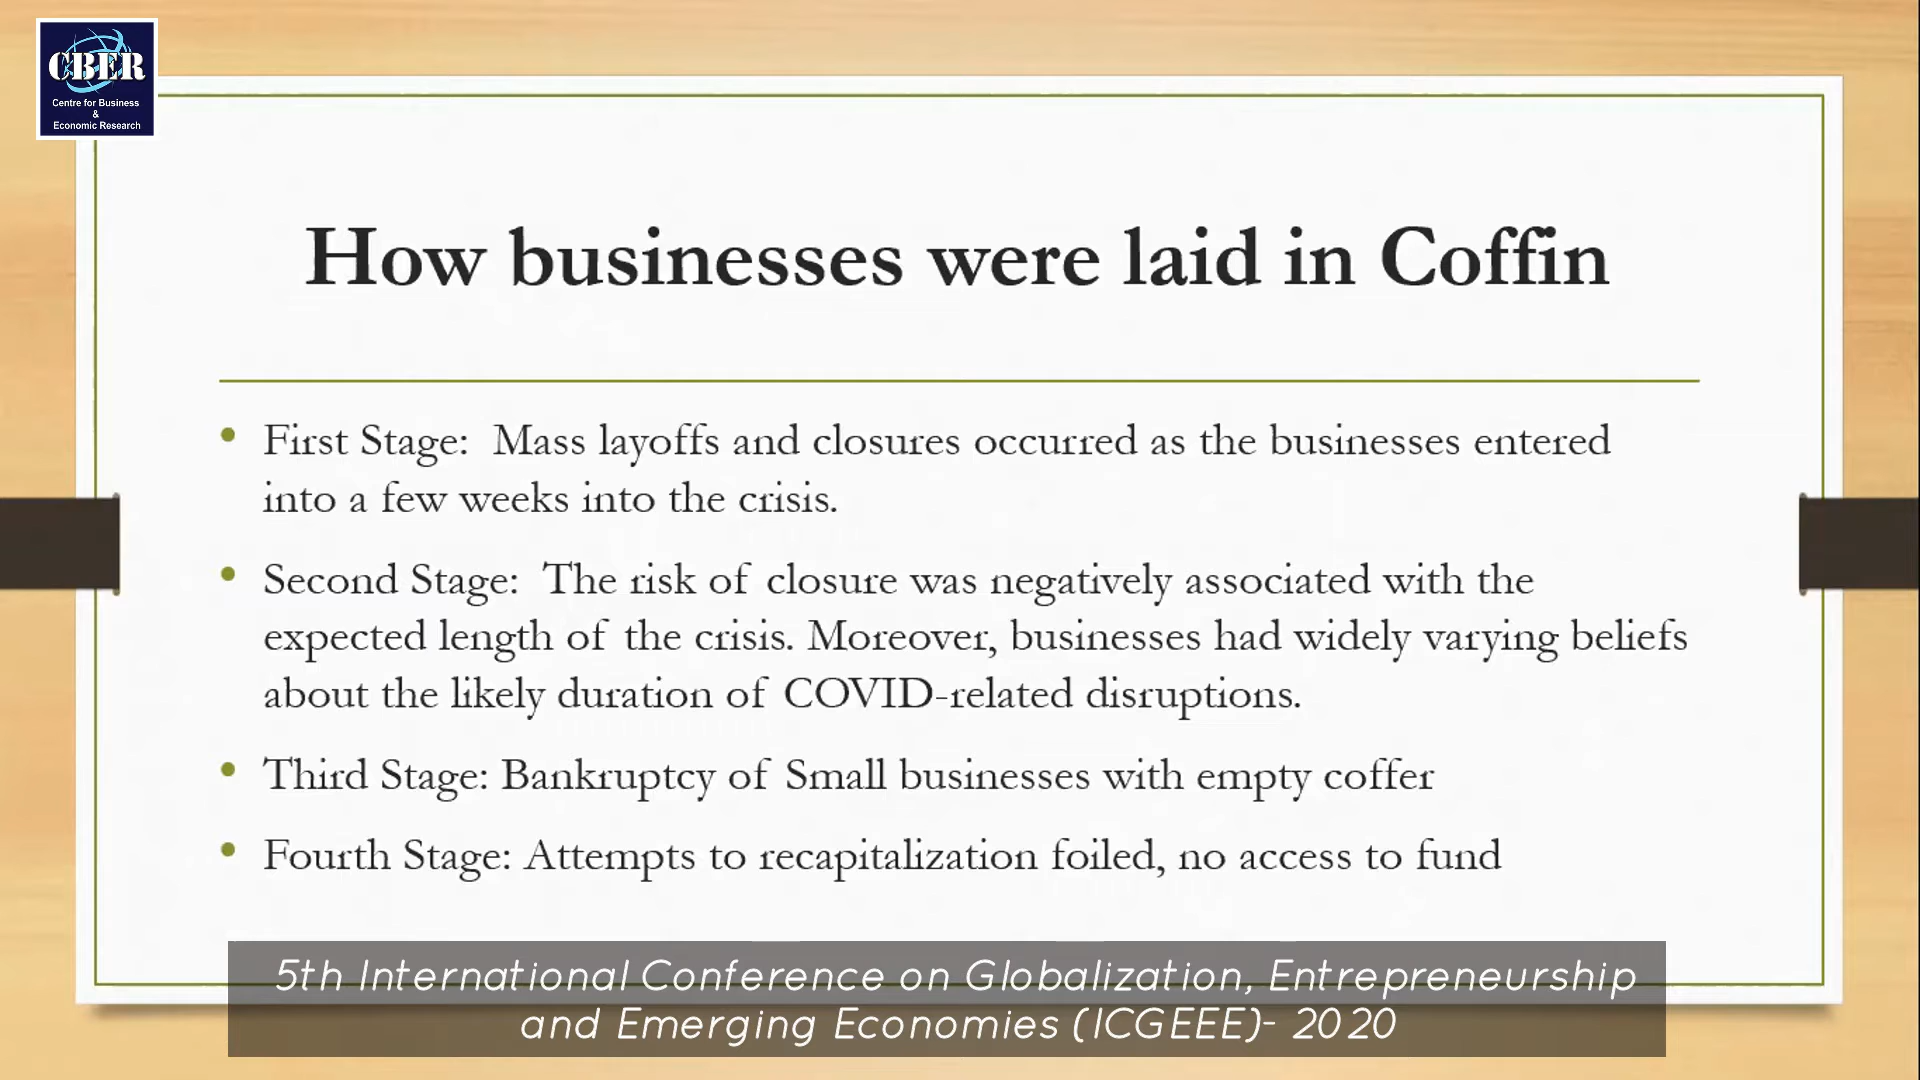 CBER
Centre for Business
&
Economic Research
How businesses were laid in Coffin
• First Stage:  Mass layoffs and closures occurred as the businesses entered
into a few weeks into the crisis.
• Second Stage:  The risk of closure was negatively associated with the
expected length of the crisis. Moreover, businesses had widely varying beliefs
about the likely duration of COVID-related disruptions.
• Third Stage: Bankruptcy of Small businesses with empty coffer
• Fourth Stage: Attempts to recapitalization foiled, no access to fund
5th International Conference on Globalization, Entrepreneurship
and Emerging Economies (ICGEEE)- 2020